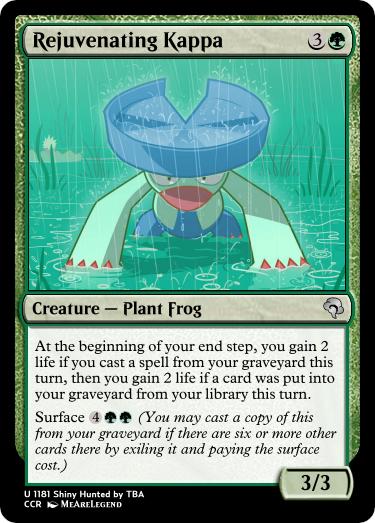 Rejuvenating Kappa 3
Creature — Plant Frog
At the beginning of your end step, you gain 2
life if you cast a spell from your graveyard this
turn, then you gain 2 life if a card was put into
your graveyard from your library this turn.
Surface 4 (You may cast a copy of this
from your graveyard if there are six or more other
cards there by exiling it and paying the surface
cost.)
3/3
U 1181 Shiny Hunted by TBA
CCR MeAreLegend